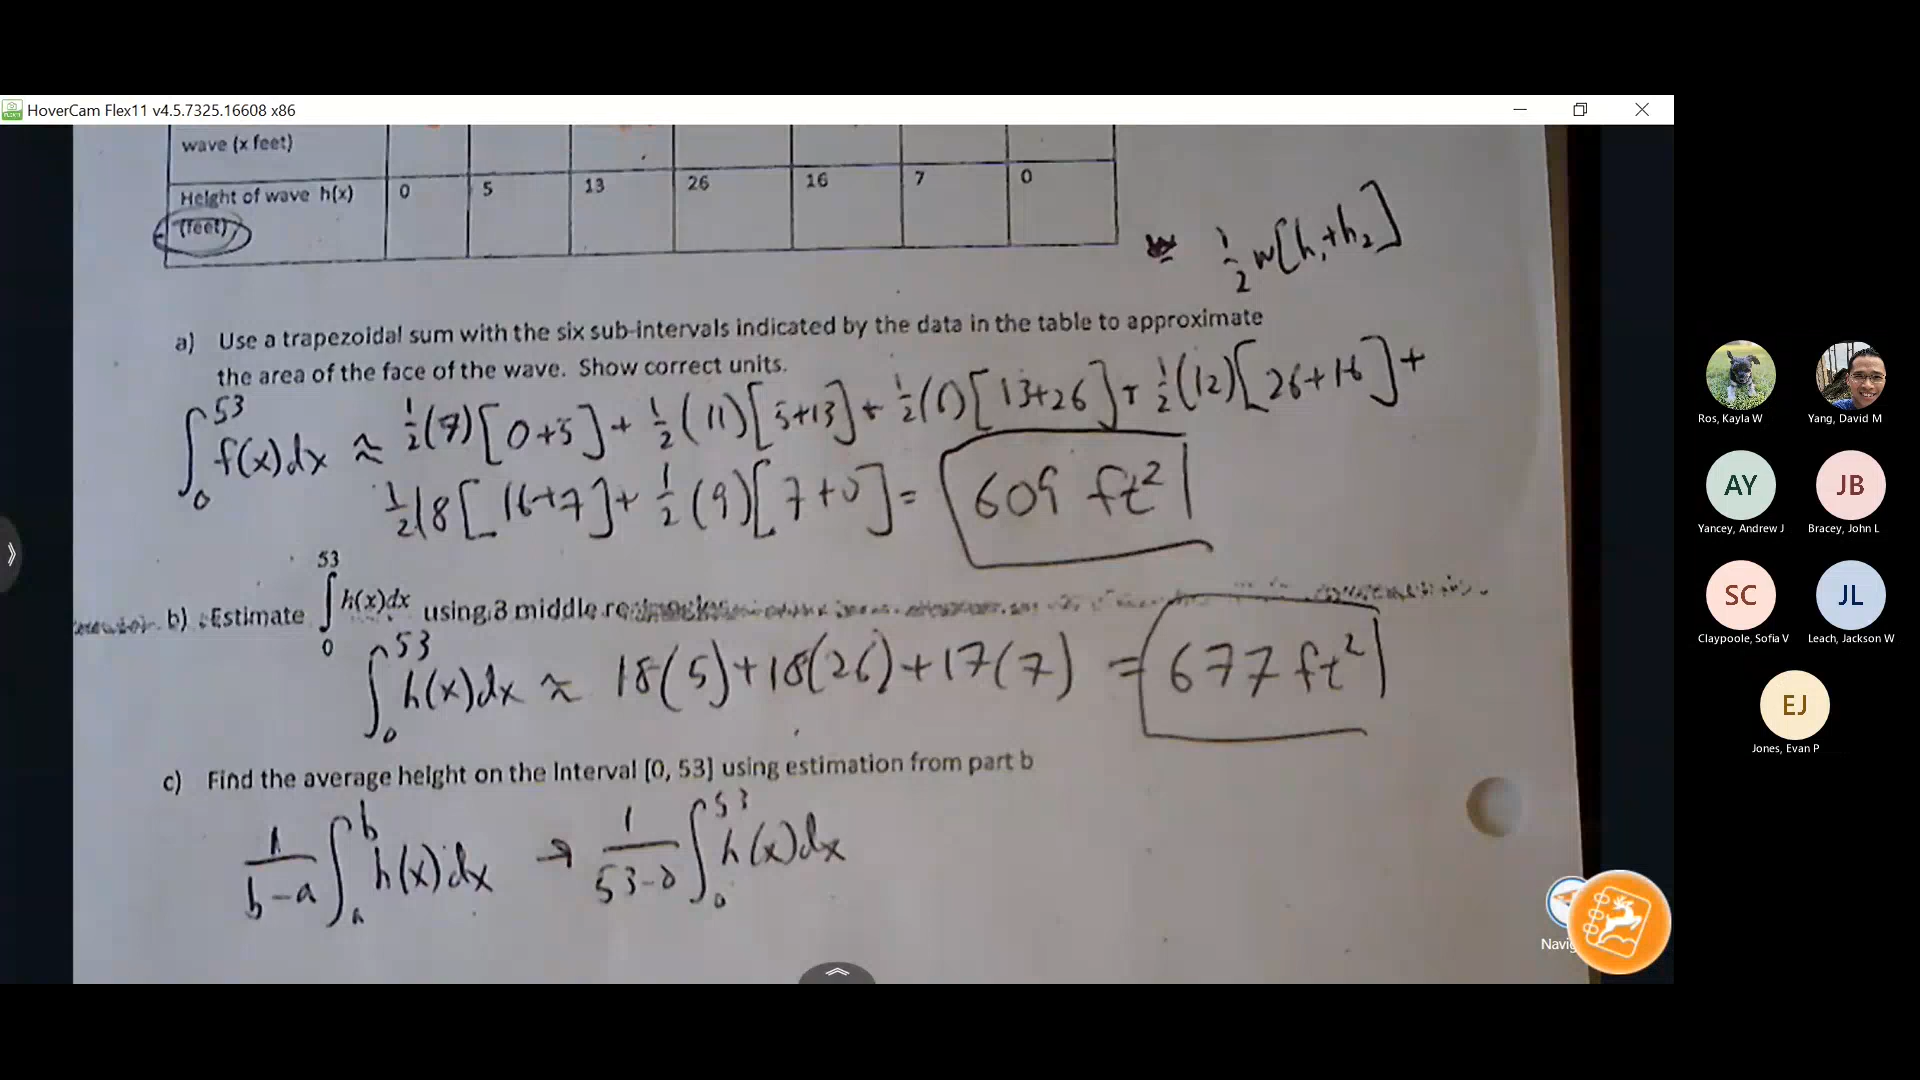 HoverCam Flex11 v4.5.7325.16608 x86
wave (x feet)
Height of wave h(x) 0 5 13 26 16 7 0
(feet)
1/2 w[h₁+h₂]
a) Use a trapezoidal sum with the six sub-intervals indicated by the data in the table to approximate
the area of the face of the wave. Show correct units.
∫₀⁵³ f(x)dx ≈ 1/2(7)[0+5]+ 1/2(11)[5+13]+ 1/2(6)[13+26]+ 1/2(12)[26+16]+
1/2(8[16+7]+ 1/2(9)[7+0]= 609 ft²
b) Estimate ∫₀⁵³ h(x)dx using 3 middle
∫₀⁵³ h(x)dx ≈ 18(5)+18(26)+17(7) = 677 ft²
c) Find the average height on the Interval [0, 53] using estimation from part b
1/b-a ∫ₐᵇ h(x)dx → 1/53-0 ∫₀⁵³ h(x)dx
Ros, Kayla W
Yang, David M
AY
JB
Yancey, Andrew J
Bracey, John L
SC
JL
Claypoole, Sofia V
Leach, Jackson W
EJ
Jones, Evan P